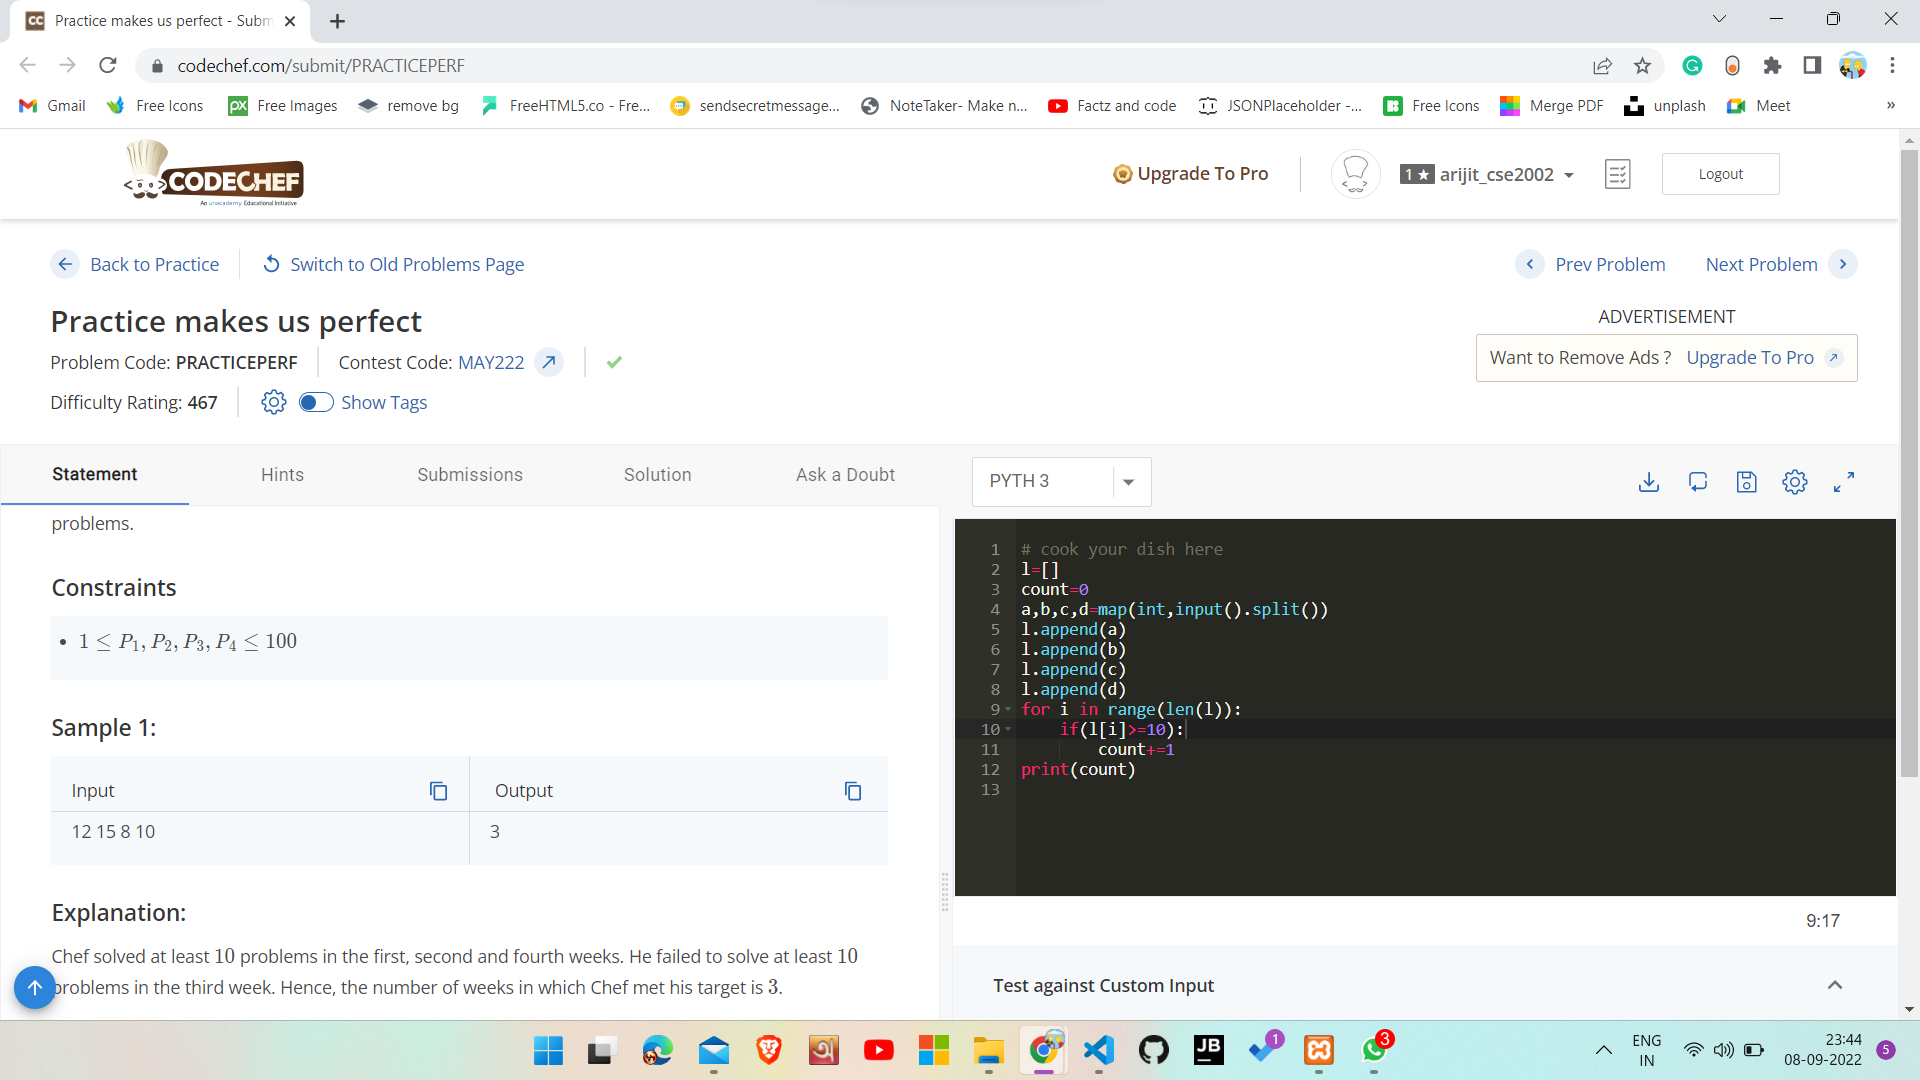 Practice makes us perfect - Subm
codechef.com/submit/PRACTICEPERF
Gmail
Free Icons
Free Images
remove bg
FreeHTML5.co - Fre...
sendsecretmessage...
NoteTaker- Make n...
Factz and code
JSONPlaceholder -...
Free Icons
Merge PDF
unplash
Meet
»
CODECHEF
An unacademy Educational Initiative
Upgrade To Pro
1★ arijit_cse2002
Logout
Back to Practice
Switch to Old Problems Page
Prev Problem
Next Problem
Practice makes us perfect
ADVERTISEMENT
Problem Code: PRACTICEPERF
Contest Code: MAY222
Want to Remove Ads ? Upgrade To Pro
Difficulty Rating: 467
Show Tags
Statement
Hints
Submissions
Solution
Ask a Doubt
PYTH 3
problems.
Constraints
• 1 ≤ P1, P2, P3, P4 ≤ 100
Sample 1:
Input
Output
12 15 8 10
3
Explanation:
Chef solved at least 10 problems in the first, second and fourth weeks. He failed to solve at least 10
problems in the third week. Hence, the number of weeks in which Chef met his target is 3.
1 # cook your dish here
2 l=[]
3 count=0
4 a,b,c,d=map(int,input().split())
5 l.append(a)
6 l.append(b)
7 l.append(c)
8 l.append(d)
9 for i in range(len(l)):
10 if(l[i]>=10):
11 count+=1
12 print(count)
13
9:17
Test against Custom Input
JB
1
3
ENG
IN
23:44
08-09-2022
5